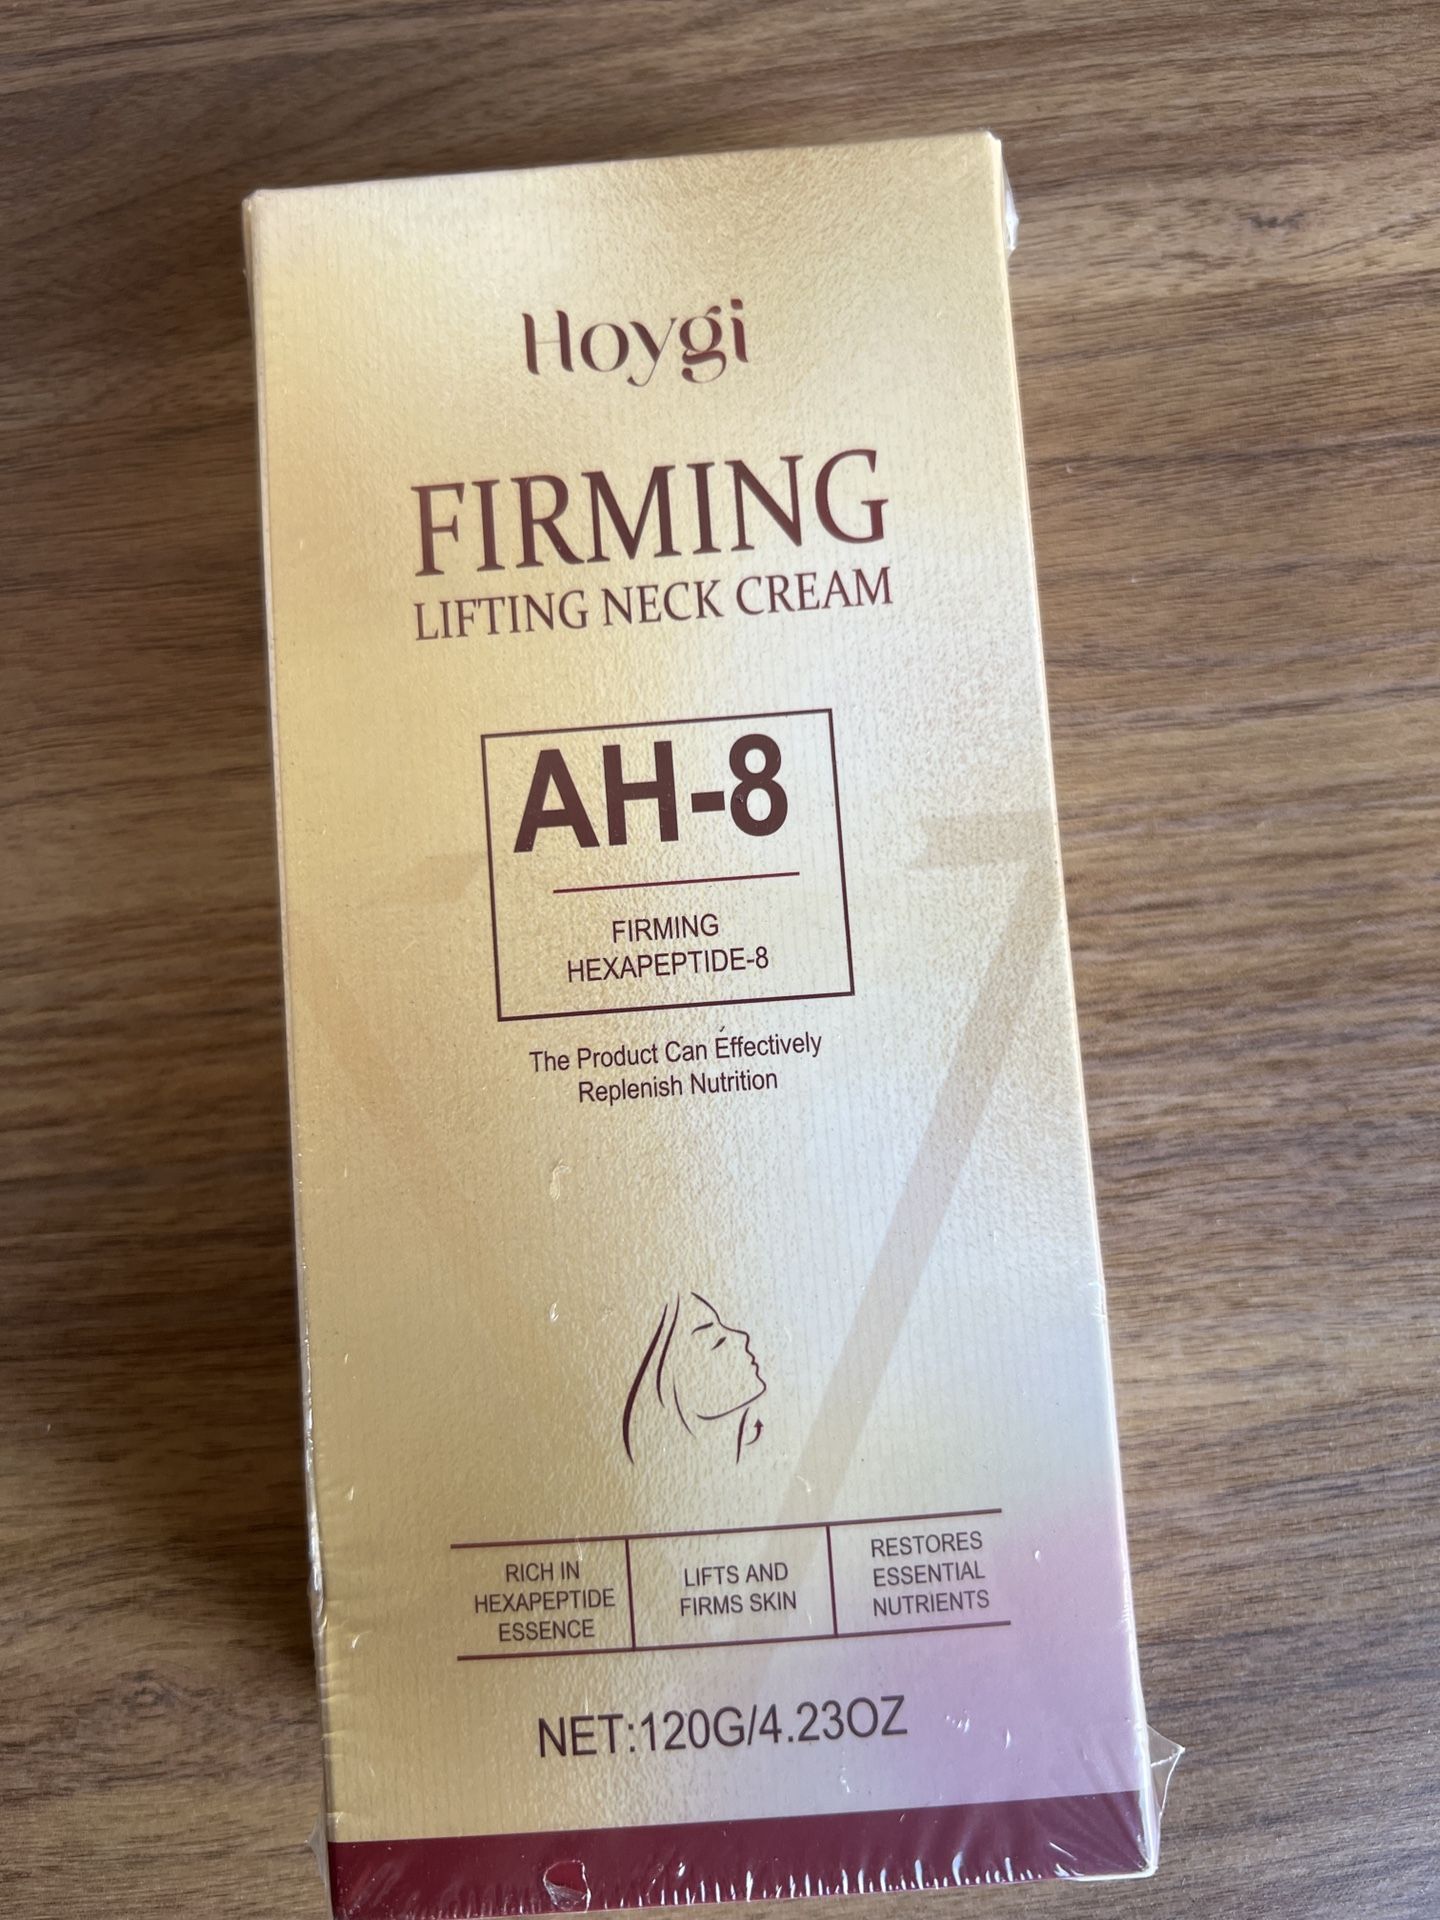 Hoygi
FIRMING
LIFTING NECK CREAM
AH-8
FIRMING
HEXAPEPTIDE-8
The Product Can Effectively
Replenish Nutrition
RICH IN
HEXAPEPTIDE
ESSENCE
LIFTS AND
FIRMS SKIN
RESTORES
ESSENTIAL
NUTRIENTS
NET:120G/4.23OZ